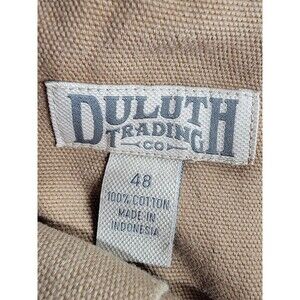 DULUTH
TRADING
CO
48
100% COTTON
MADE IN
INDONESIA